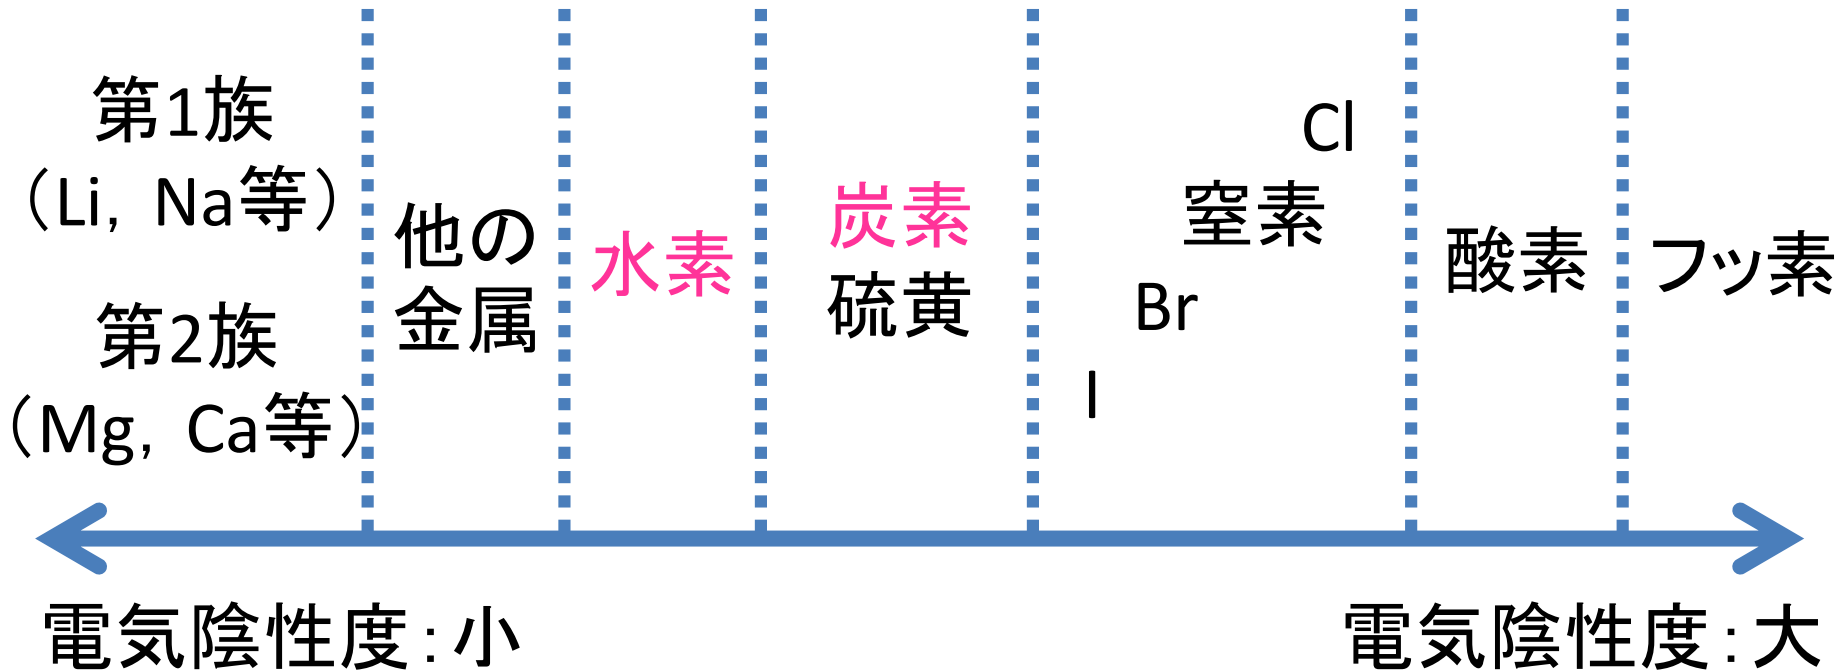 第1族
（Li, Na等）
第2族
（Mg, Ca等）
他の
金属
水素
炭素
硫黄
Cl
窒素
Br
I
酸素
フッ素
電気陰性度：小
電気陰性度：大